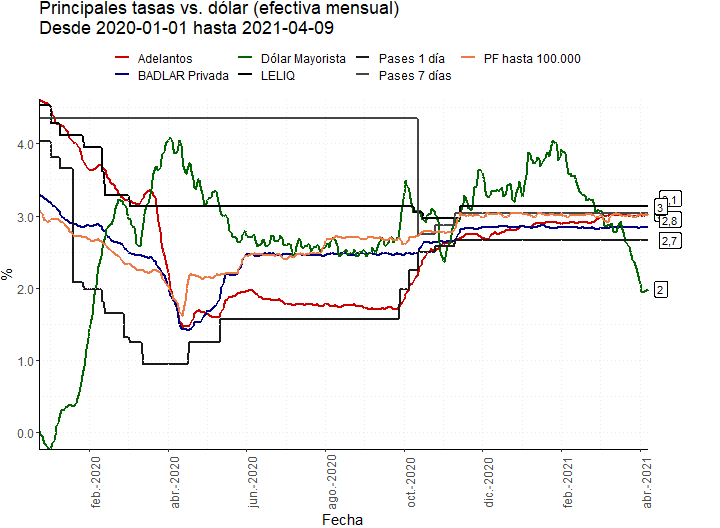 Principales tasas vs. dólar (efectiva mensual)
Desde 2020-01-01 hasta 2021-04-09
Adelantos Dólar Mayorista Pases 1 día PF hasta 100.000
BADLAR Privada LELIQ Pases 7 días
4.0
3.0
2.0
1.0
0.0
%
3
2,8
2,7
2
feb.-2020 abr.-2020 jun.-2020 ago.-2020 oct.-2020 dic.-2020 feb.-2021 abr.-2021
Fecha